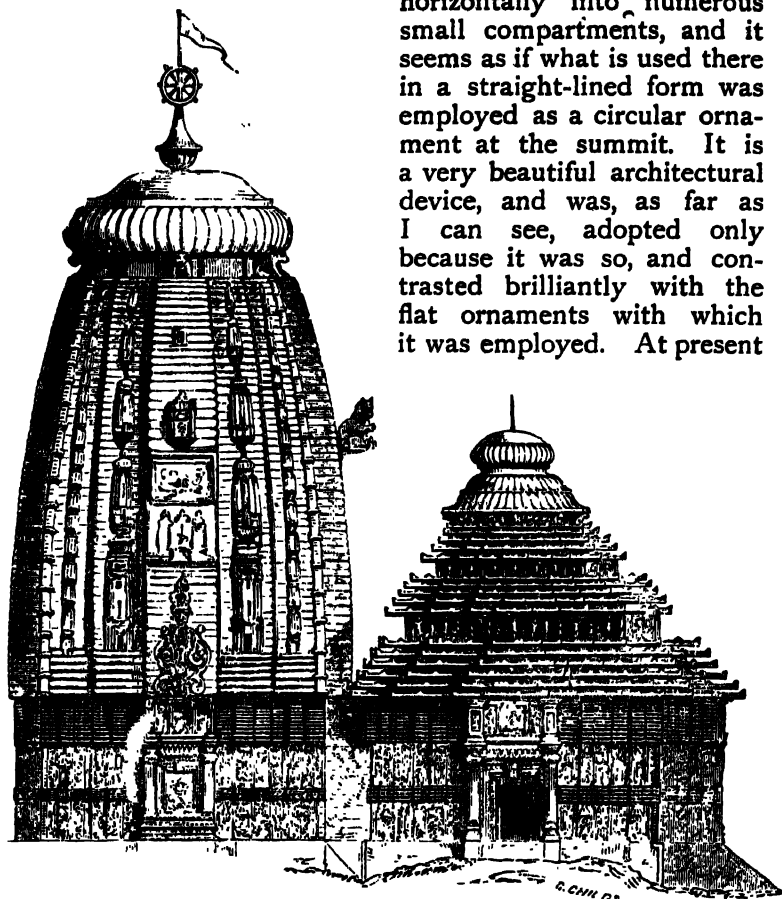 horizontally into numerous
small compartments, and it
seems as if what is used there
in a straight-lined form was
employed as a circular orna-
ment at the summit. It is
a very beautiful architectural
device, and was, as far as
I can see, adopted only
because it was so, and con-
trasted brilliantly with the
flat ornaments with which
it was employed. At present